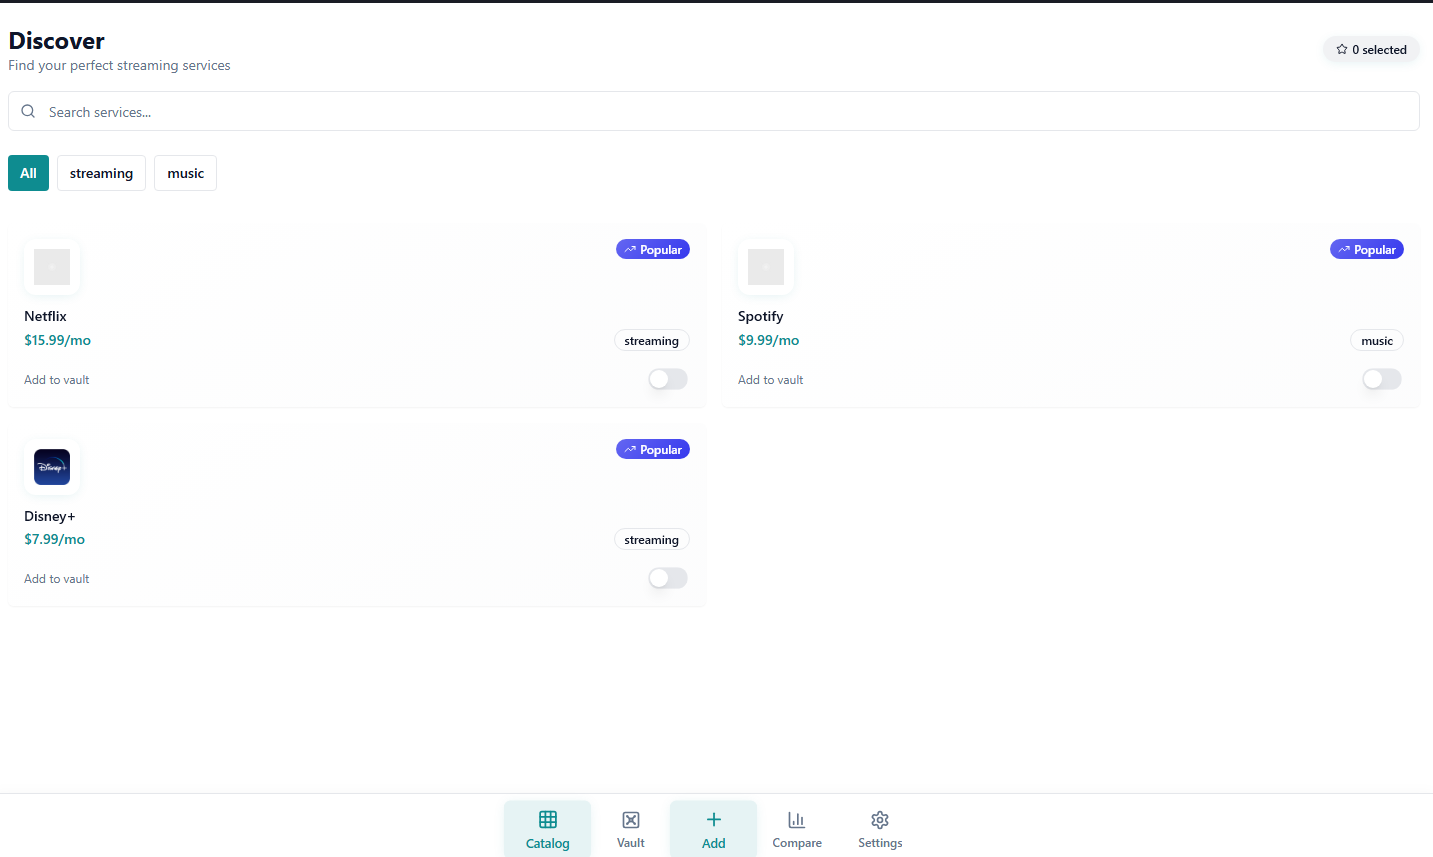 Discover
Find your perfect streaming services
0 selected
Search services...
All
streaming
music
Popular
Netflix
$15.99/mo
streaming
Add to vault
Popular
Spotify
$9.99/mo
music
Add to vault
Popular
Disney+
Disney+
$7.99/mo
streaming
Add to vault
Catalog
Vault
Add
Compare
Settings